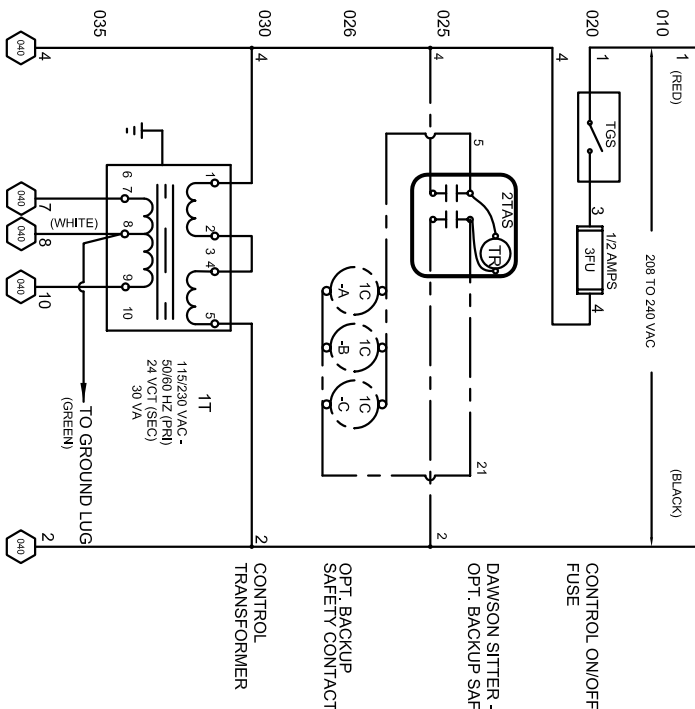 010
1
(RED)
208 TO 240 VAC
(BLACK)
020
1
TGS
3
1/2 AMPS
3FU
4
4
CONTROL ON/OFF
FUSE
025
4
2TAS
TR
5
21
2
DAWSON SITTER -
OPT. BACKUP SAF
026
1C
-A
1C
-B
1C
-C
OPT. BACKUP
SAFETY CONTACT
030
4
2
CONTROL
TRANSFORMER
1
2
3
4
5
6
7
8
9
10
1T
115/230 VAC -
50/60 HZ (PRI)
24 VCT (SEC)
30 VA
035
(WHITE)
TO GROUND LUG
(GREEN)
4
7
8
10
2
040
040
040
040
040